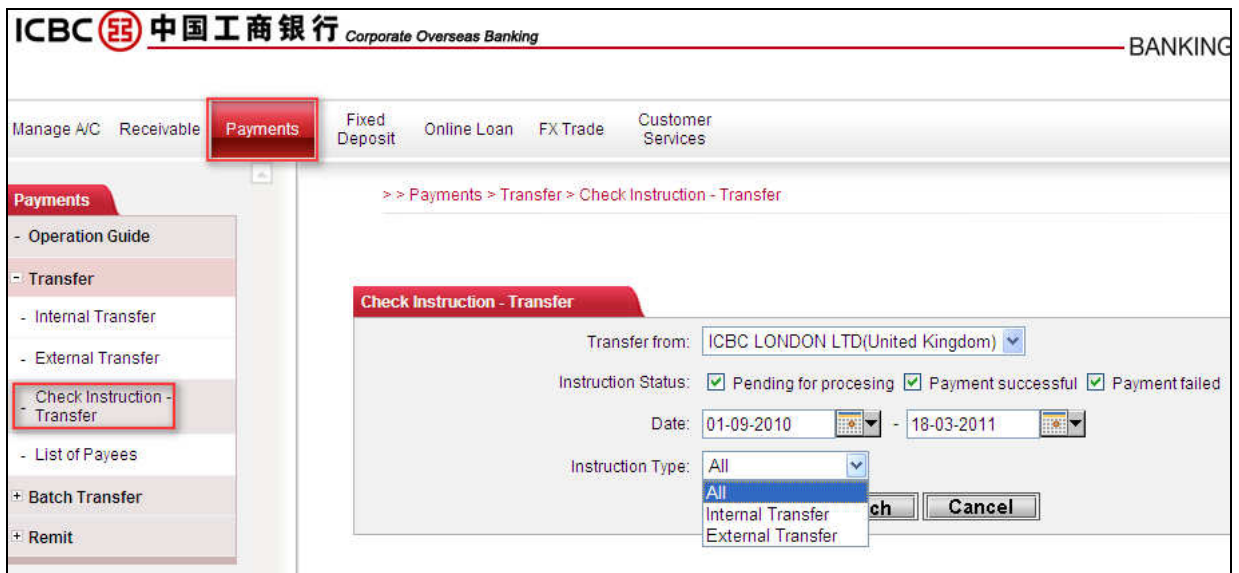 ICBC 中国工商银行 Corporate Overseas Banking
BANKING
Manage A/C Receivable Payments Fixed Deposit Online Loan FX Trade Customer Services
> > Payments > Transfer > Check Instruction - Transfer
Payments
- Operation Guide
- Transfer
- Internal Transfer
- External Transfer
- Check Instruction -
Transfer
- List of Payees
+ Batch Transfer
+ Remit
Check Instruction - Transfer
Transfer from: ICBC LONDON LTD(United Kingdom)
Instruction Status: Pending for procesing Payment successful Payment failed
Date: 01-09-2010 - 18-03-2011
Instruction Type: All
All
Internal Transfer
External Transfer
ch Cancel